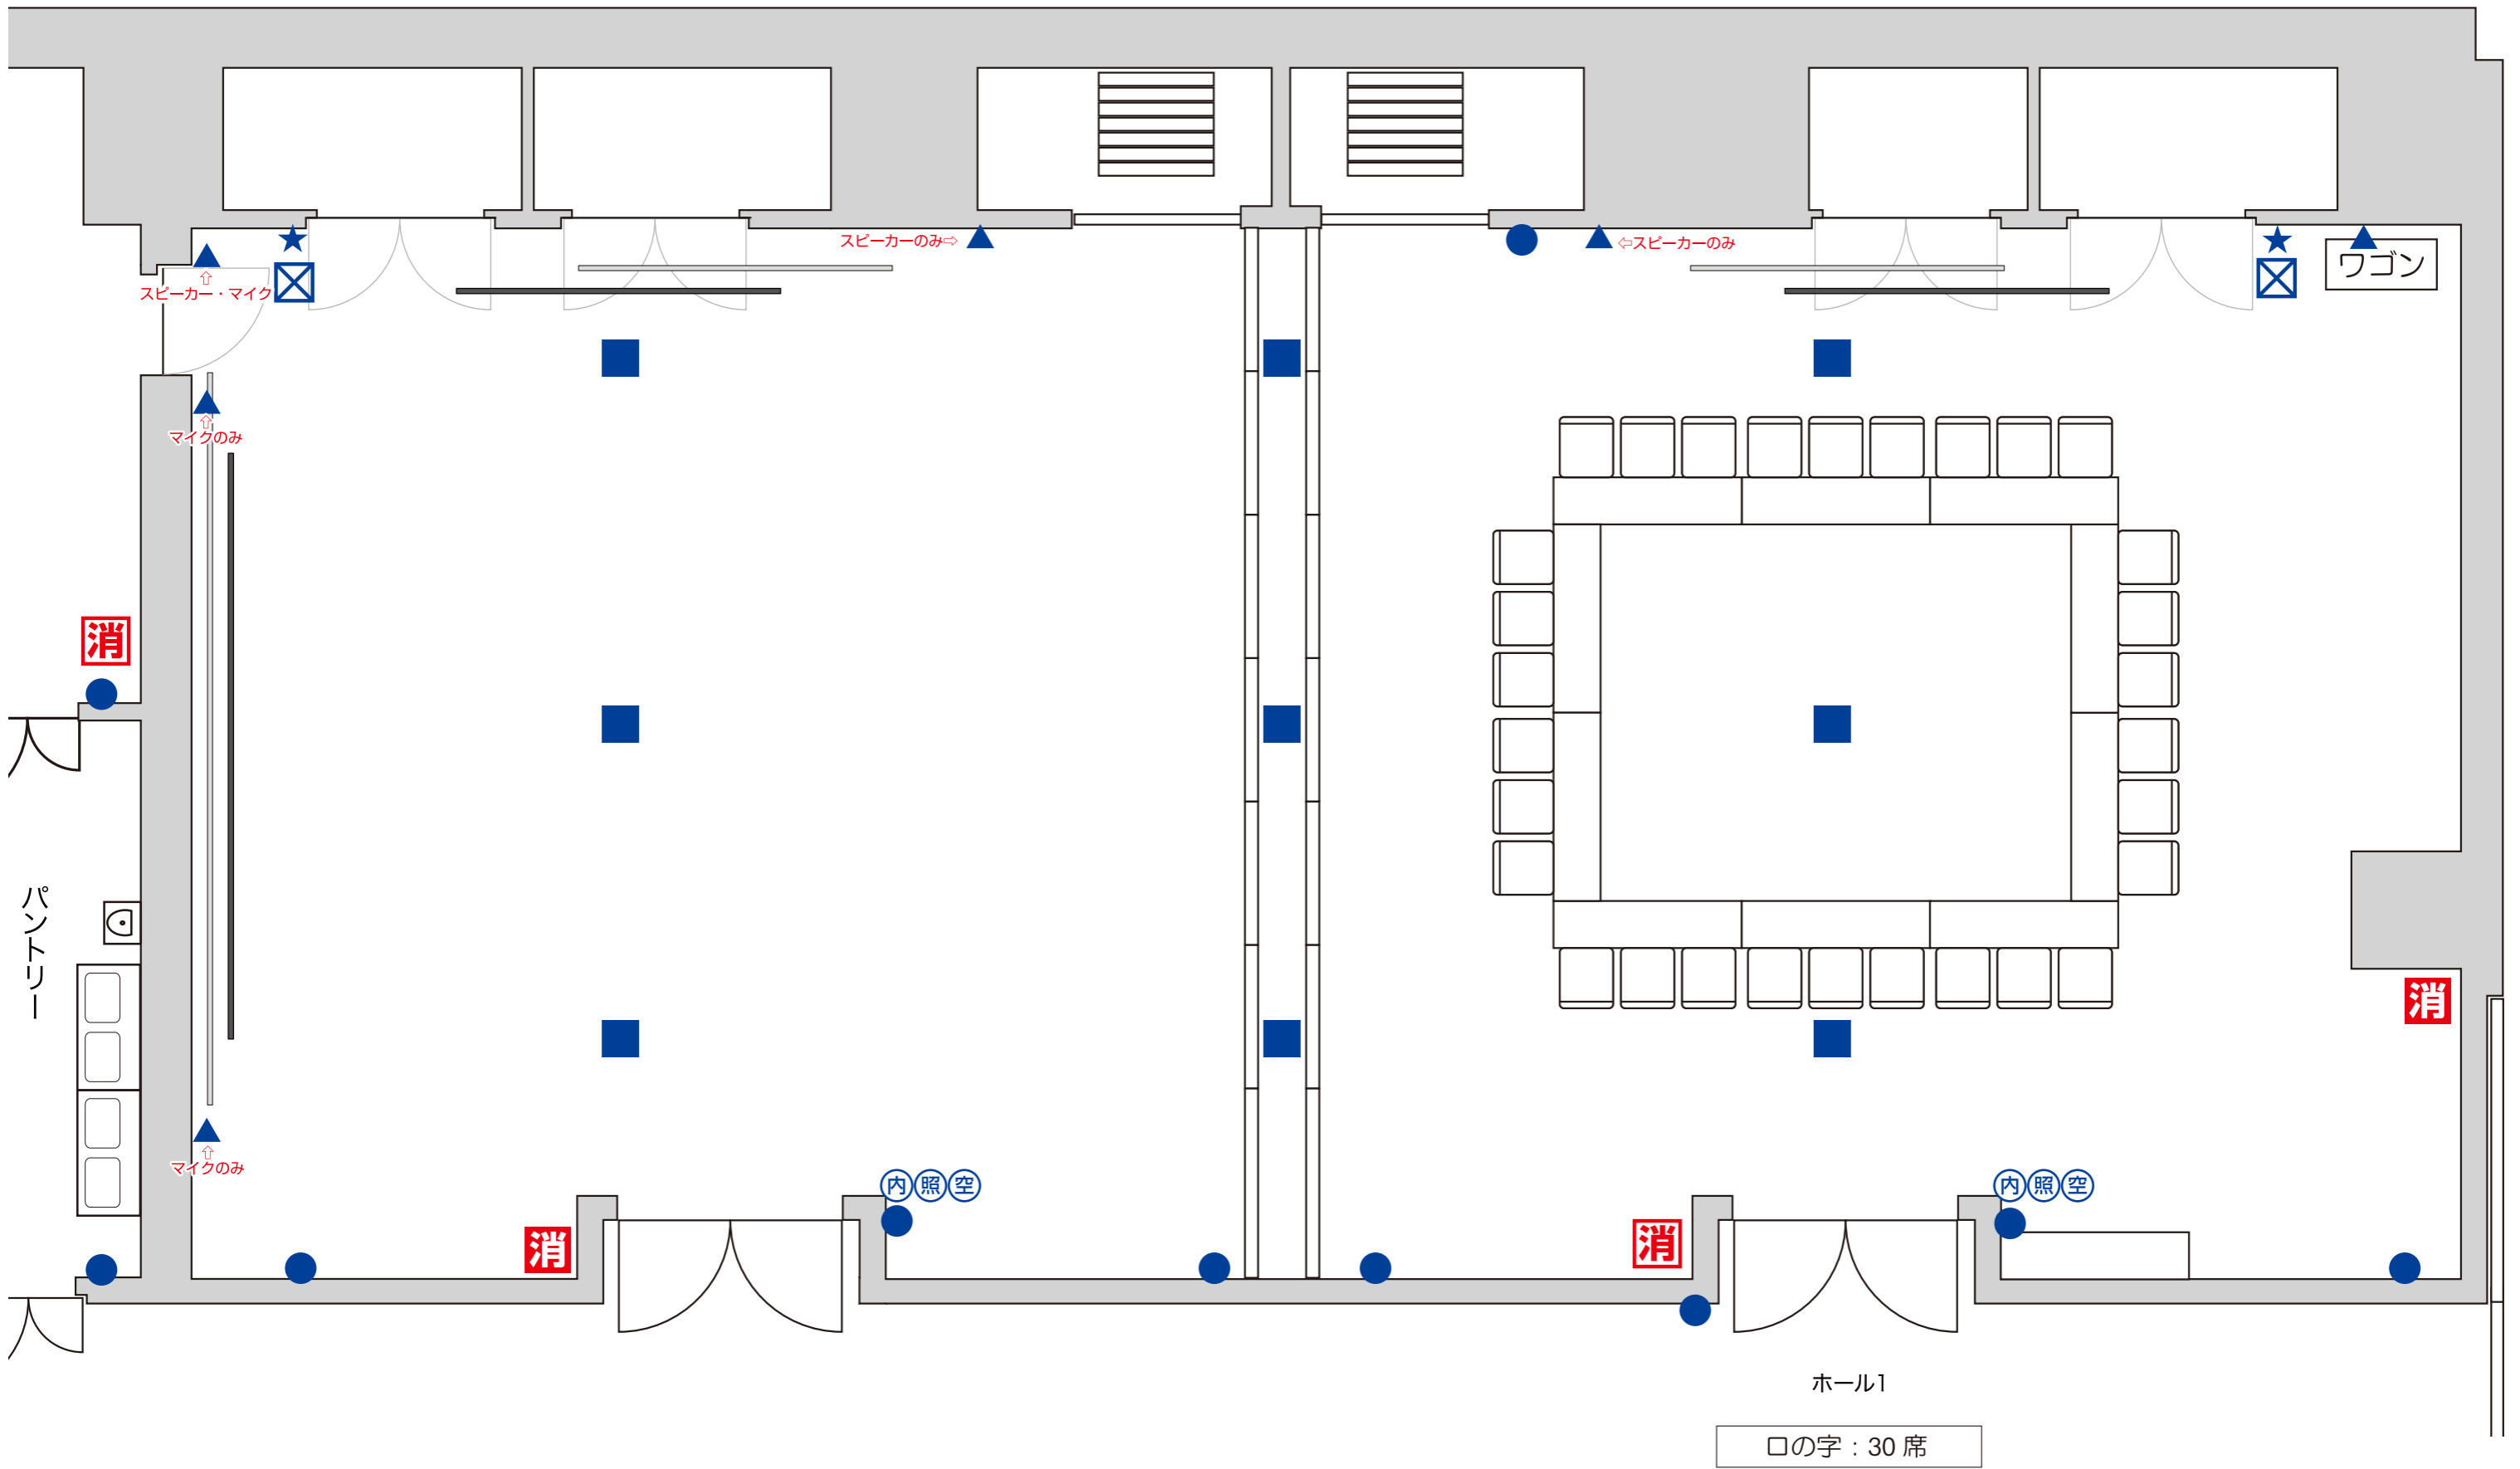 スピーカーのみ⇨
⇦スピーカーのみ
ワゴン
⇧
スピーカー・マイク
⇧
マイクのみ
消
パントリー
消
⇧
マイクのみ
内 照 空
内 照 空
消
消
ホール1
ロの字：30 席